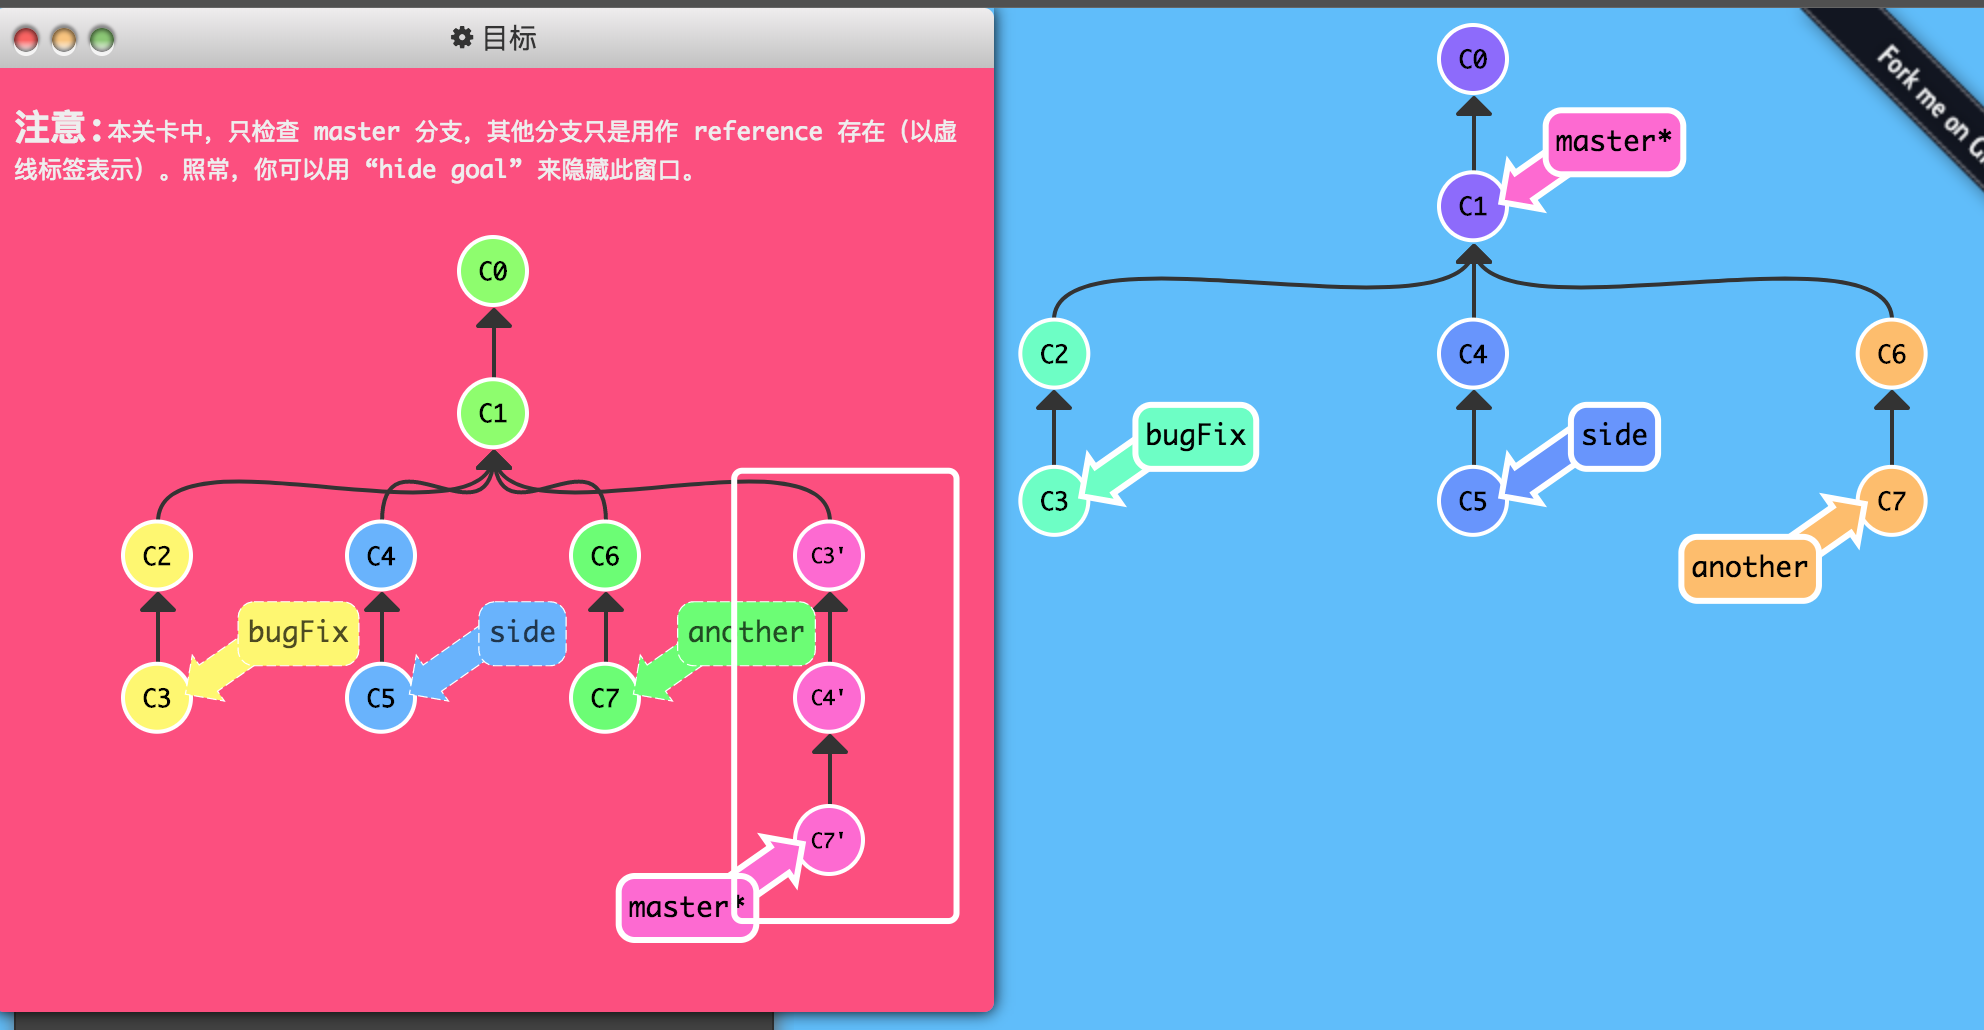 目标
注意:本关卡中，只检查 master 分支，其他分支只是用作 reference 存在（以虚
线标签表示）。照常，你可以用“hide goal”来隐藏此窗口。
C0
C1
C2
C4
C6
C3'
bugFix
side
another
C3
C5
C7
C4'
C7'
master*
C0
master*
C1
C2
C4
C6
bugFix
side
C3
C5
C7
another
Fork me on